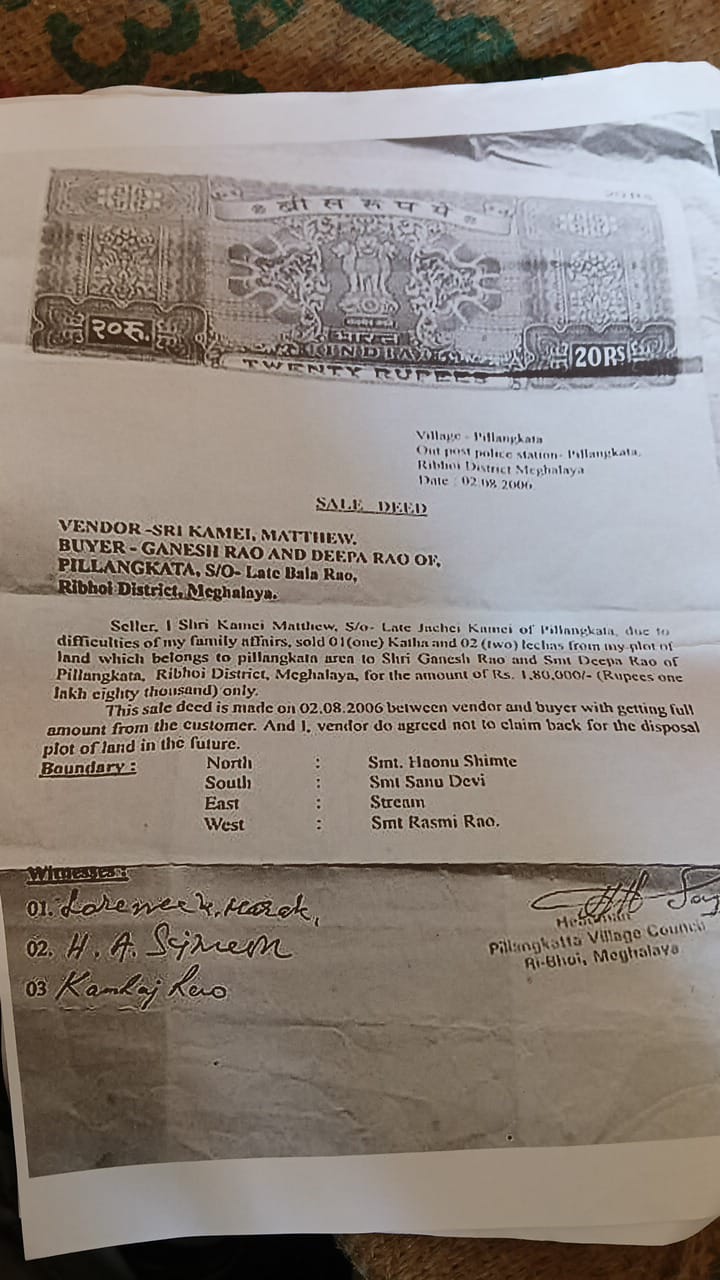 20RS
बीस रुपये
भारत
INDIA
२०रु.
20RS
TWENTY RUPEES
Village - Pillangkata
Out post police station- Pillangkata,
Ribhoi District Meghalaya
Date : 02.08.2006
SALE DEED
VENDOR -SRI KAMEI, MATTHEW.
BUYER - GANESH RAO AND DEEPA RAO OF,
PILLANGKATA, S/O- Late Bala Rao,
Ribhoi District, Meghalaya.
Seller, I Shri Kamei Matthew, S/o- Late Jachei Kamei of Pillangkata, due to
difficulties of my family affairs, sold 01(one) Katha and 02 (two) lechas from my plot of
land which belongs to pillangkata area to Shri Ganesh Rao and Smt Deepa Rao of
Pillangkata, Ribhoi District, Meghalaya, for the amount of Rs. 1,80,000/- (Rupees one
lakh eighty thousand) only.
This sale deed is made on 02.08.2006 between vendor and buyer with getting full
amount from the customer. And I, vendor do agreed not to claim back for the disposal
plot of land in the future.
Boundary :
North : Smt. Haonu Shimte
South : Smt Sanu Devi
East : Stream
West : Smt Rasmi Rao.
Witnesses :
01. Marak,
02. H. A.
03 Rao
Headman
Pillangkatta Village Council
Ri-Bhoi, Meghalaya